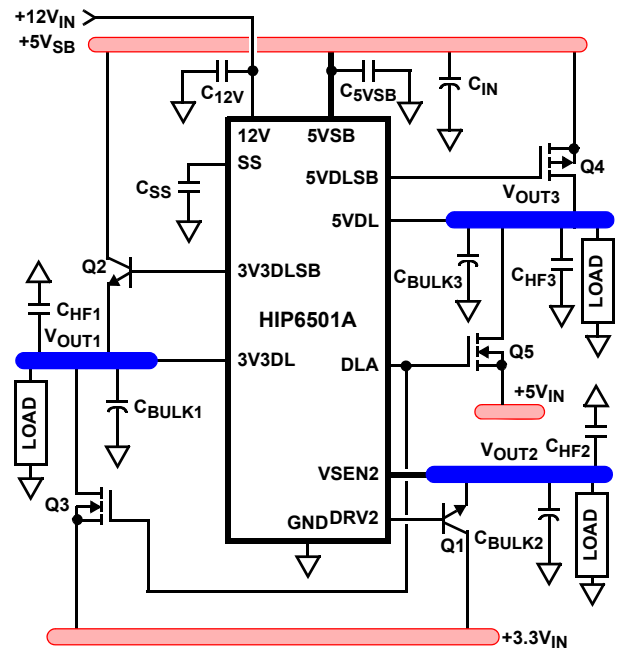 +12VIN
+5VSB
C12V
C5VSB
CIN
12V
5VSB
SS
CSS
5VDLSB
Q4
VOUT3
5VDL
Q2
3V3DLSB
CBULK3
CHF3
LOAD
CHF1
HIP6501A
VOUT1
3V3DL
DLA
Q5
+5VIN
LOAD
CBULK1
VOUT2
CHF2
VSEN2
Q3
GND
DRV2
Q1
CBULK2
LOAD
+3.3VIN